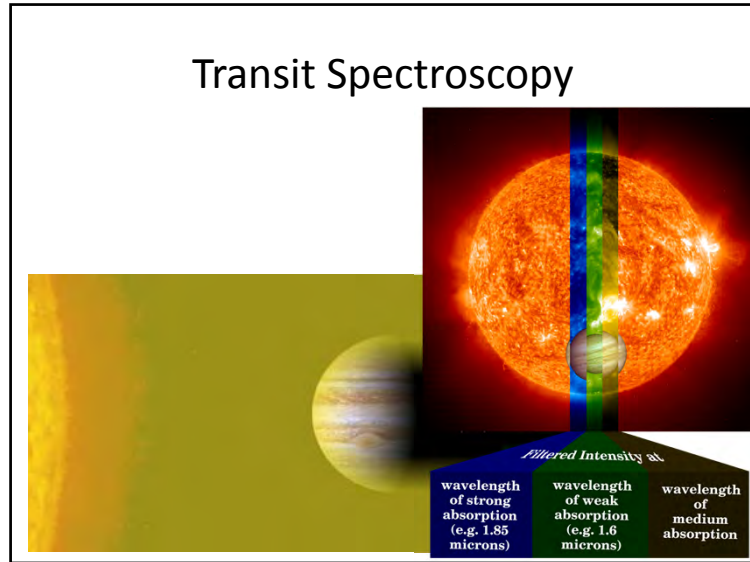 Transit Spectroscopy
Filtered Intensity at
wavelength
of strong
absorption
(e.g. 1.85
microns)
wavelength
of weak
absorption
(e.g. 1.6
microns)
wavelength
of
medium
absorption